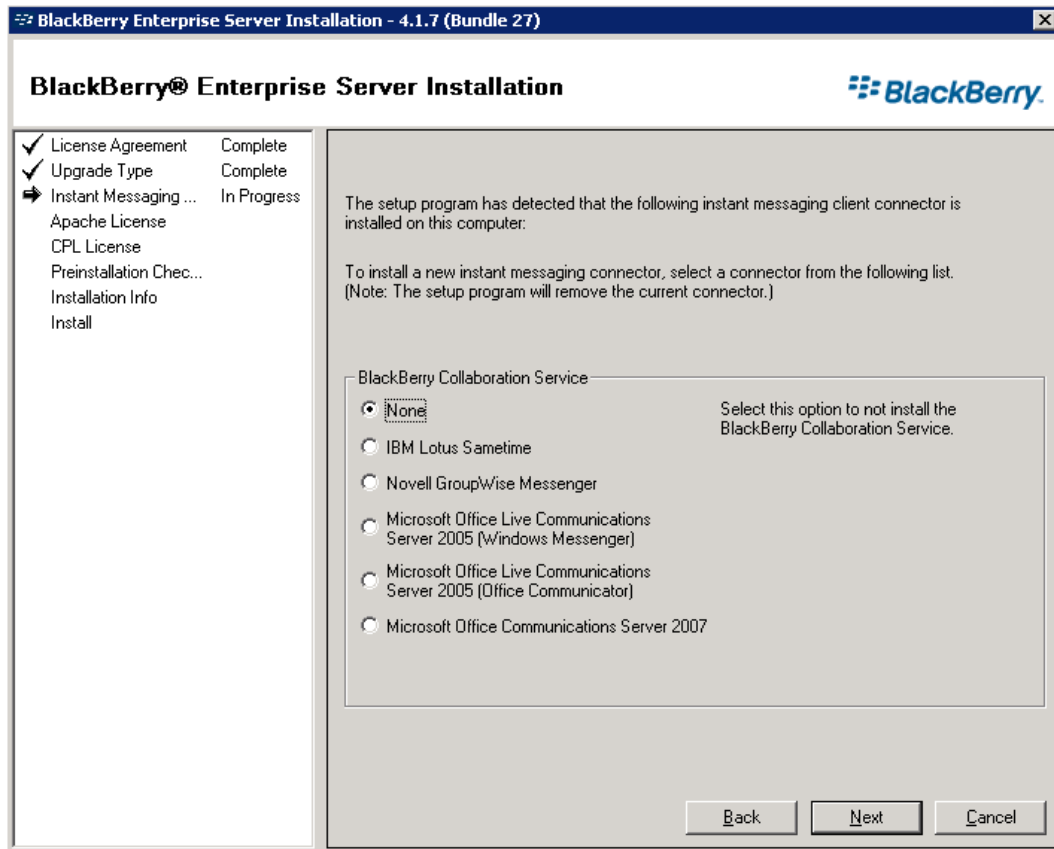 BlackBerry Enterprise Server Installation - 4.1.7 (Bundle 27)
BlackBerry® Enterprise Server Installation
BlackBerry.
License Agreement Complete
Upgrade Type Complete
Instant Messaging ... In Progress
Apache License
CPL License
Preinstallation Chec...
Installation Info
Install
The setup program has detected that the following instant messaging client connector is
installed on this computer:
To install a new instant messaging connector, select a connector from the following list.
(Note: The setup program will remove the current connector.)
BlackBerry Collaboration Service
None
Select this option to not install the
BlackBerry Collaboration Service.
IBM Lotus Sametime
Novell GroupWise Messenger
Microsoft Office Live Communications
Server 2005 (Windows Messenger)
Microsoft Office Live Communications
Server 2005 (Office Communicator)
Microsoft Office Communications Server 2007
Back Next Cancel